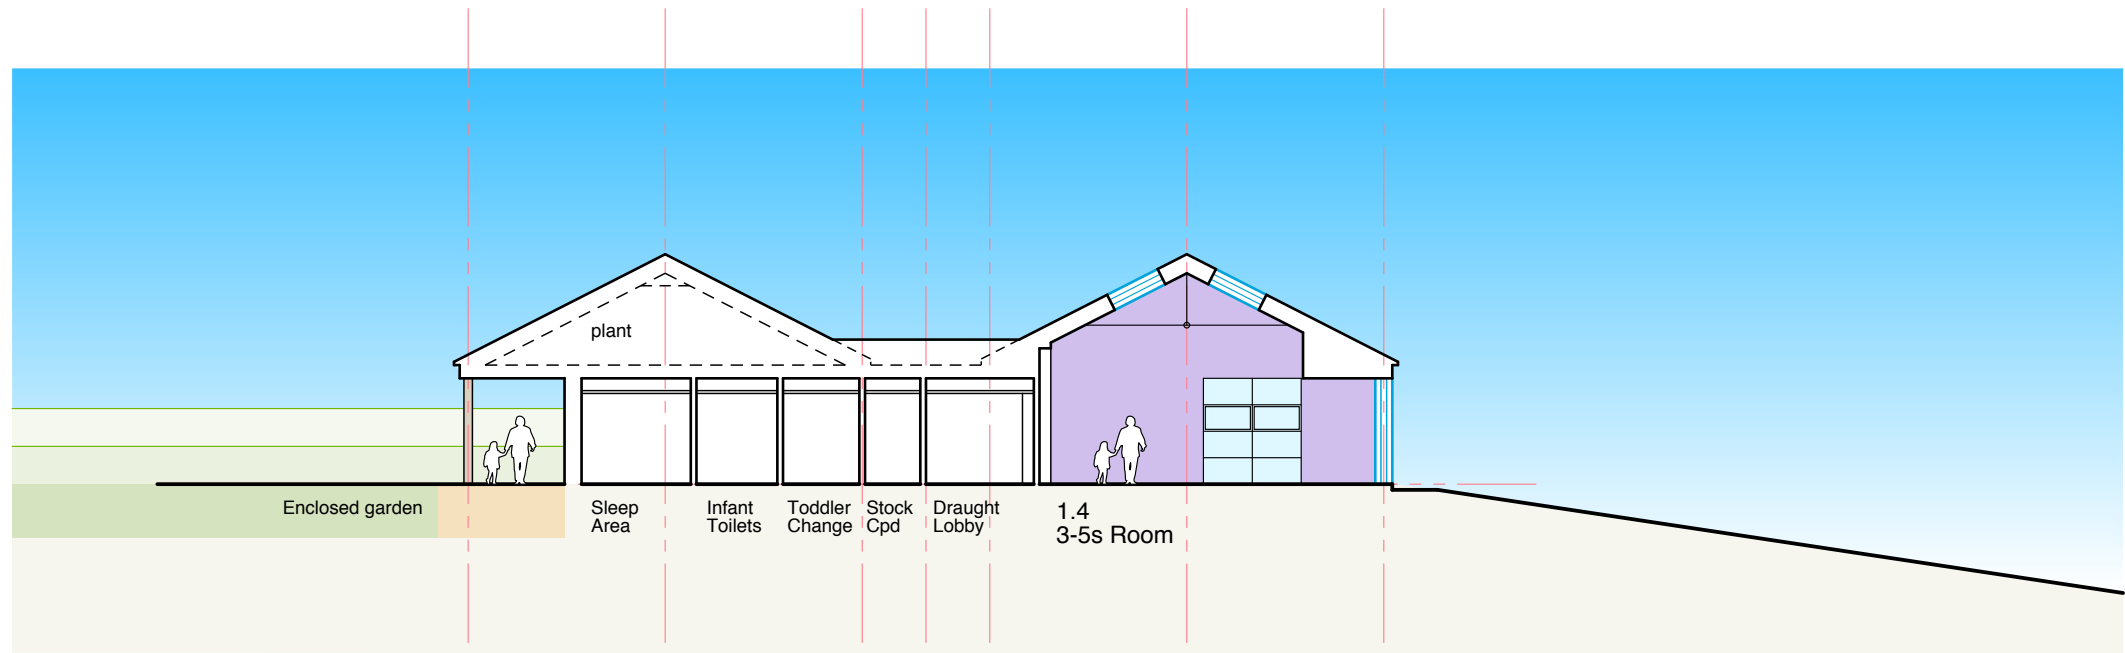 plant
Enclosed garden
Sleep
Area
Infant
Toilets
Toddler
Change
Stock
Cpd
Draught
Lobby
1.4
3-5s Room